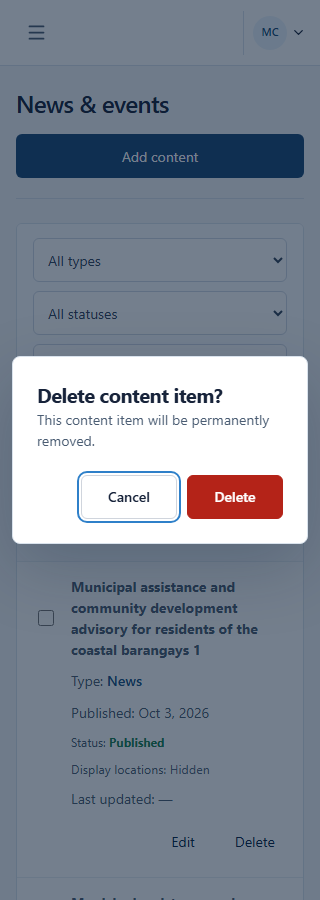 MC
News & events
Add content
All types
All statuses
Delete content item?
This content item will be permanently
removed.
Cancel
Delete
Municipal assistance and
community development
advisory for residents of the
coastal barangays 1
Type: News
Published: Oct 3, 2026
Status: Published
Display locations: Hidden
Last updated: —
Edit
Delete